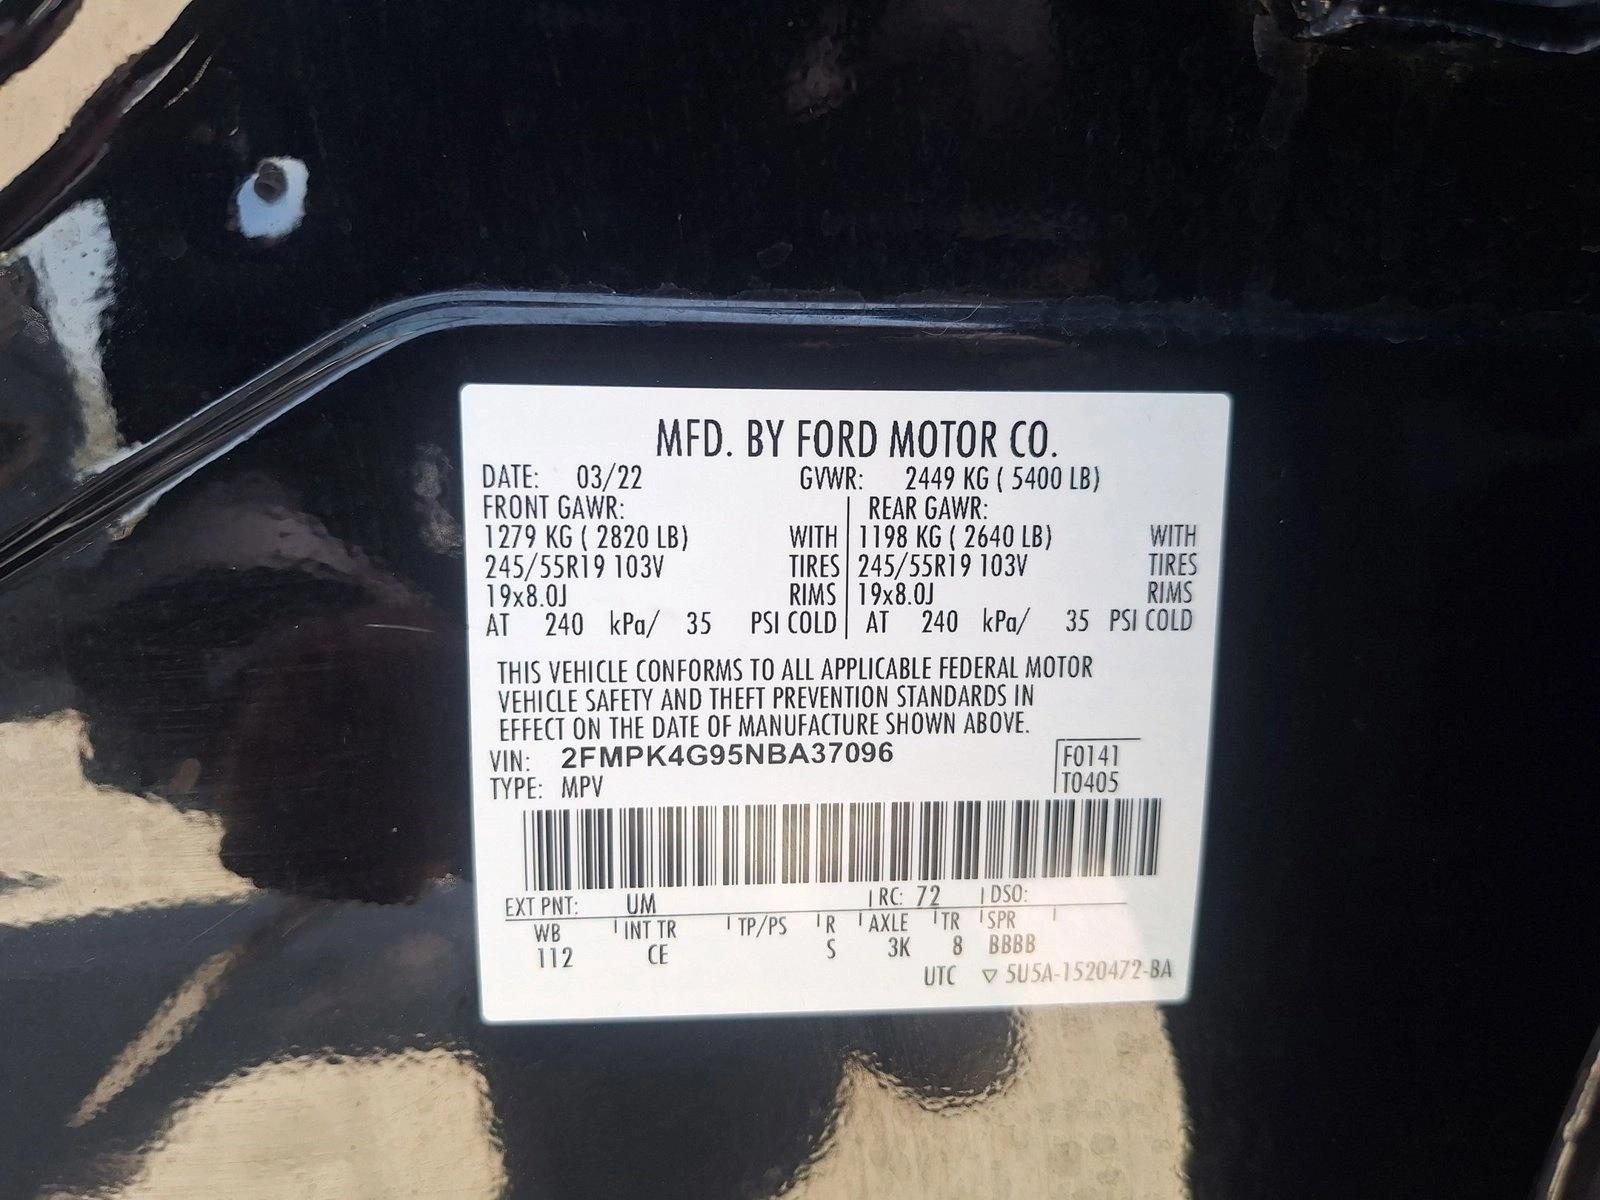 MFD. BY FORD MOTOR CO.
DATE: 03/22 GVWR: 2449 KG ( 5400 LB)
FRONT GAWR: REAR GAWR:
1279 KG ( 2820 LB) WITH 1198 KG ( 2640 LB) WITH
245/55R19 103V TIRES 245/55R19 103V TIRES
19x8.0J RIMS 19x8.0J RIMS
AT 240 kPa/ 35 PSI COLD AT 240 kPa/ 35 PSI COLD
THIS VEHICLE CONFORMS TO ALL APPLICABLE FEDERAL MOTOR
VEHICLE SAFETY AND THEFT PREVENTION STANDARDS IN
EFFECT ON THE DATE OF MANUFACTURE SHOWN ABOVE.
VIN: 2FMPK4G95NBA37096 F0141
TYPE: MPV T0405
EXT PNT: UM RC: 72 DSO:
WB INT TR TP/PS R AXLE TR SPR
112 CE S 3K 8 BBBB
UTC ▽ 5U5A-1520472-BA